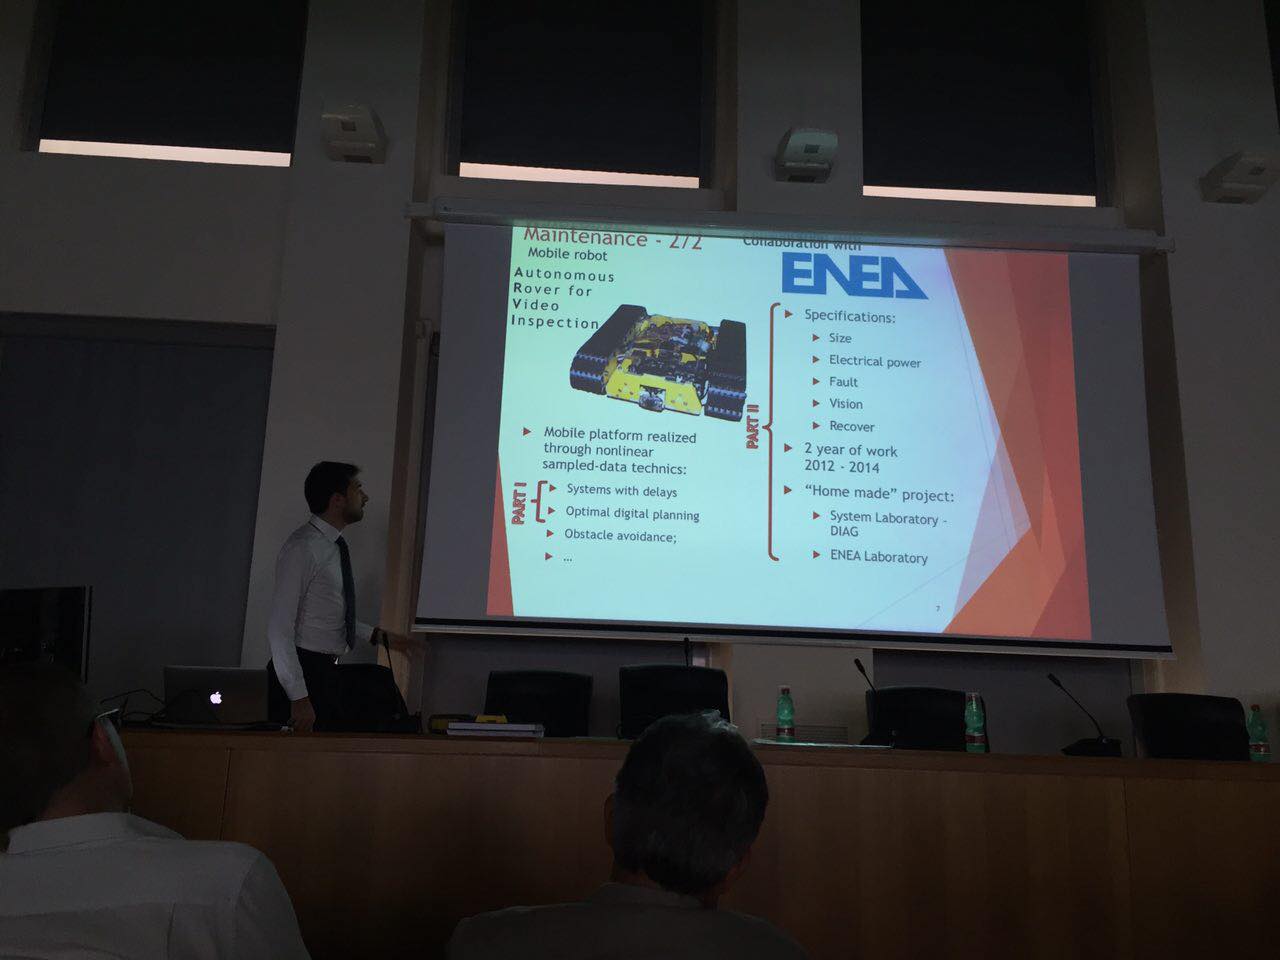 Maintenance - 2/2
Mobile robot
Autonomous
Rover for
Video
Inspection
Mobile platform realized
through nonlinear
sampled-data technics:
PART I
Systems with delays
Optimal digital planning
Obstacle avoidance;
...
Collaboration with
ENEA
PART II
Specifications:
Size
Electrical power
Fault
Vision
Recover
2 year of work
2012 - 2014
“Home made” project:
System Laboratory -
DIAG
ENEA Laboratory
7